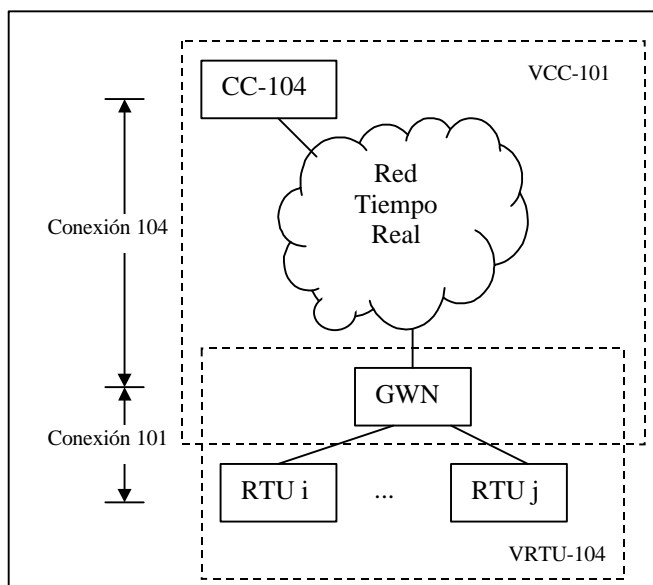 VCC-101
CC-104
Red
Tiempo
Real
Conexión 104
GWN
Conexión 101
RTU i
...
RTU j
VRTU-104